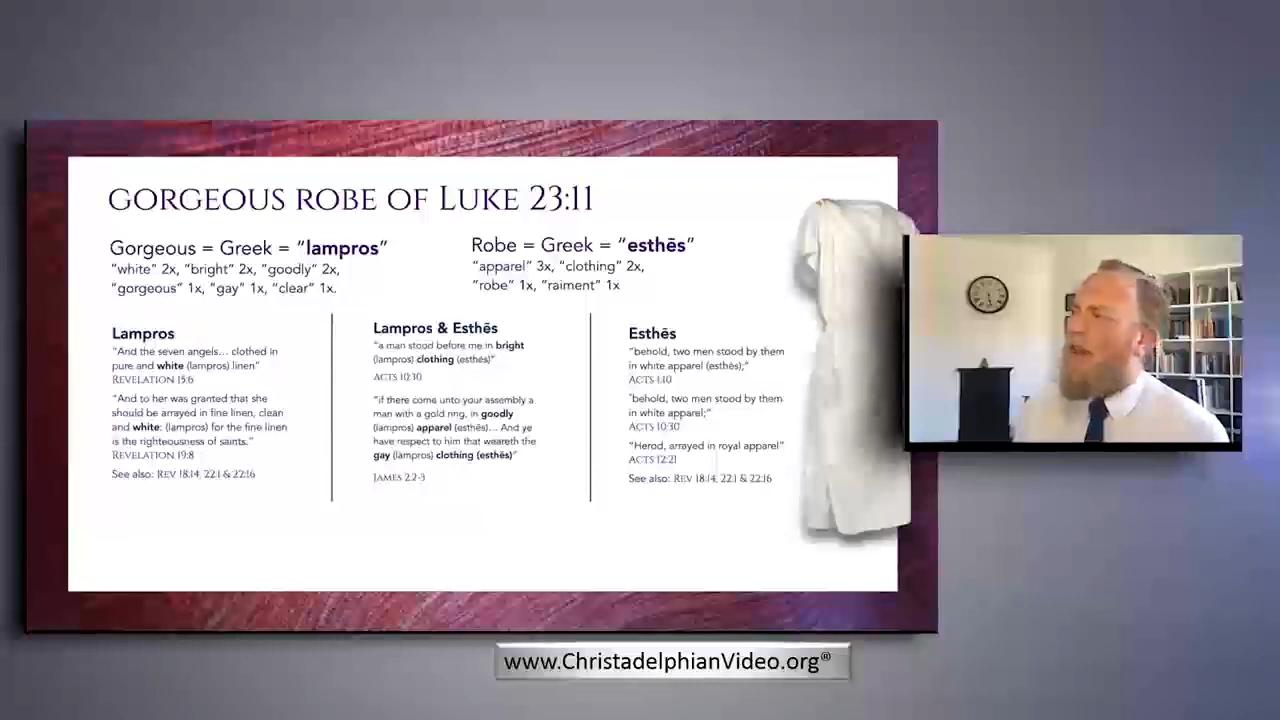 GORGEOUS ROBE OF LUKE 23:11
Gorgeous = Greek = “lampros”
“white” 2x, “bright” 2x, “goodly” 2x,
“gorgeous” 1x, “gay” 1x, “clear” 1x.
Robe = Greek = “esthēs”
“apparel” 3x, “clothing” 2x,
“robe” 1x, “raiment” 1x
Lampros
“And the seven angels... clothed in
pure and white (lampros) linen”
REVELATION 15:6
“And to her was granted that she
should be arrayed in fine linen, clean
and white: (lampros) for the fine linen
is the righteousness of saints.”
REVELATION 19:8
See also: REV 18:14, 22:1 & 22:16
Lampros & Esthēs
“a man stood before me in bright
(lampros) clothing (esthēs)”
ACTS 10:30
“if there come unto your assembly a
man with a gold ring, in goodly
(lampros) apparel (esthēs)... And ye
have respect to him that weareth the
gay (lampros) clothing (esthēs)”
JAMES 2:2-3
Esthēs
“behold, two men stood by them
in white apparel (esthēs);”
ACTS 1:10
“behold, two men stood by them
in white apparel;”
ACTS 10:30
“Herod, arrayed in royal apparel”
ACTS 12:21
See also: REV 18:14, 22:1 & 22:16
www.ChristadelphianVideo.org®